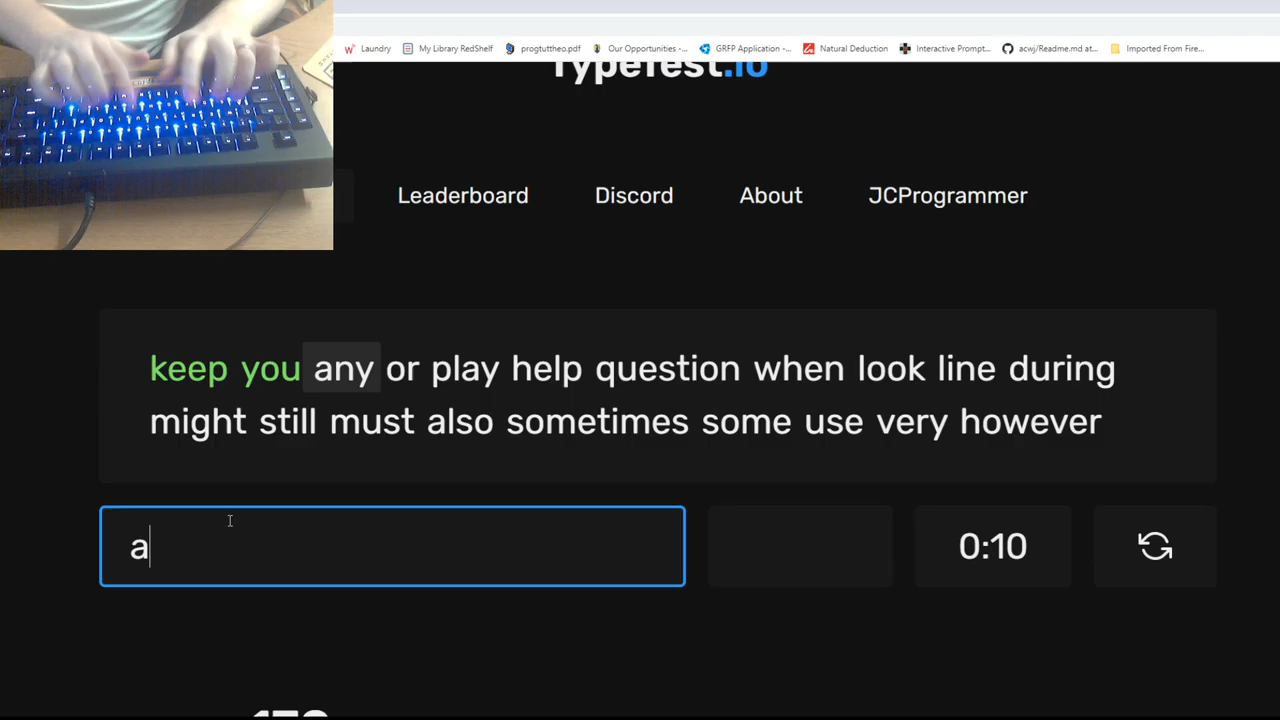 Laundry My Library RedShelf progtuttheo.pdf Our Opportunities -... GRFP Application -... Natural Deduction Interactive Prompt... acwj/Readme.md at... Imported From Fire...
TypeTest.io
Leaderboard Discord About JCProgrammer
keep you any or play help question when look line during
might still must also sometimes some use very however
a 0:10